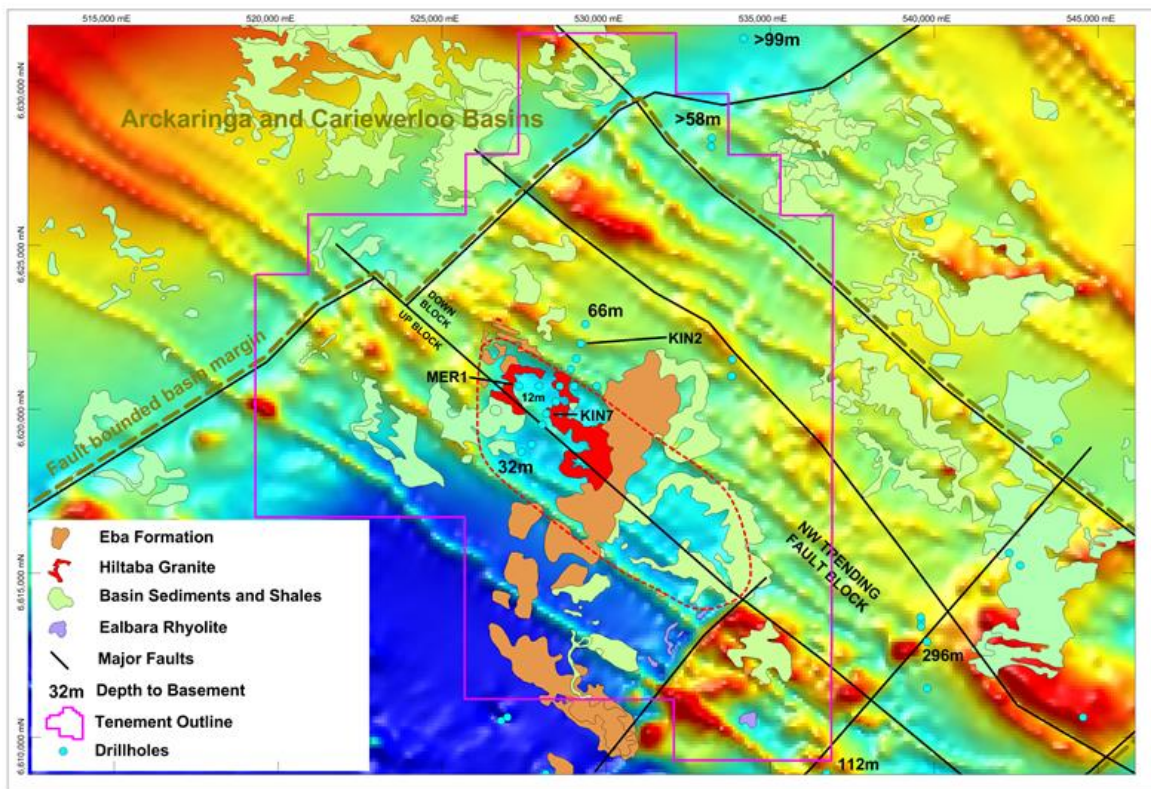 515,000 mE
520,000 mE
525,000 mE
530,000 mE
535,000 mE
540,000 mE
545,000 mE
6,630,000 mN
6,625,000 mN
6,620,000 mN
6,615,000 mN
6,610,000 mN
>99m
Arckaringa and Cariewerloo Basins
>58m
DOWN
BLOCK
UP BLOCK
66m
KIN2
MER1
12m
KIN7
Fault bounded basig margin
32m
NW TRENDING
FAULT BLOCK
296m
112m
Eba Formation
Hiltaba Granite
Basin Sediments and Shales
Ealbara Rhyolite
Major Faults
32m Depth to Basement
Tenement Outline
Drillholes